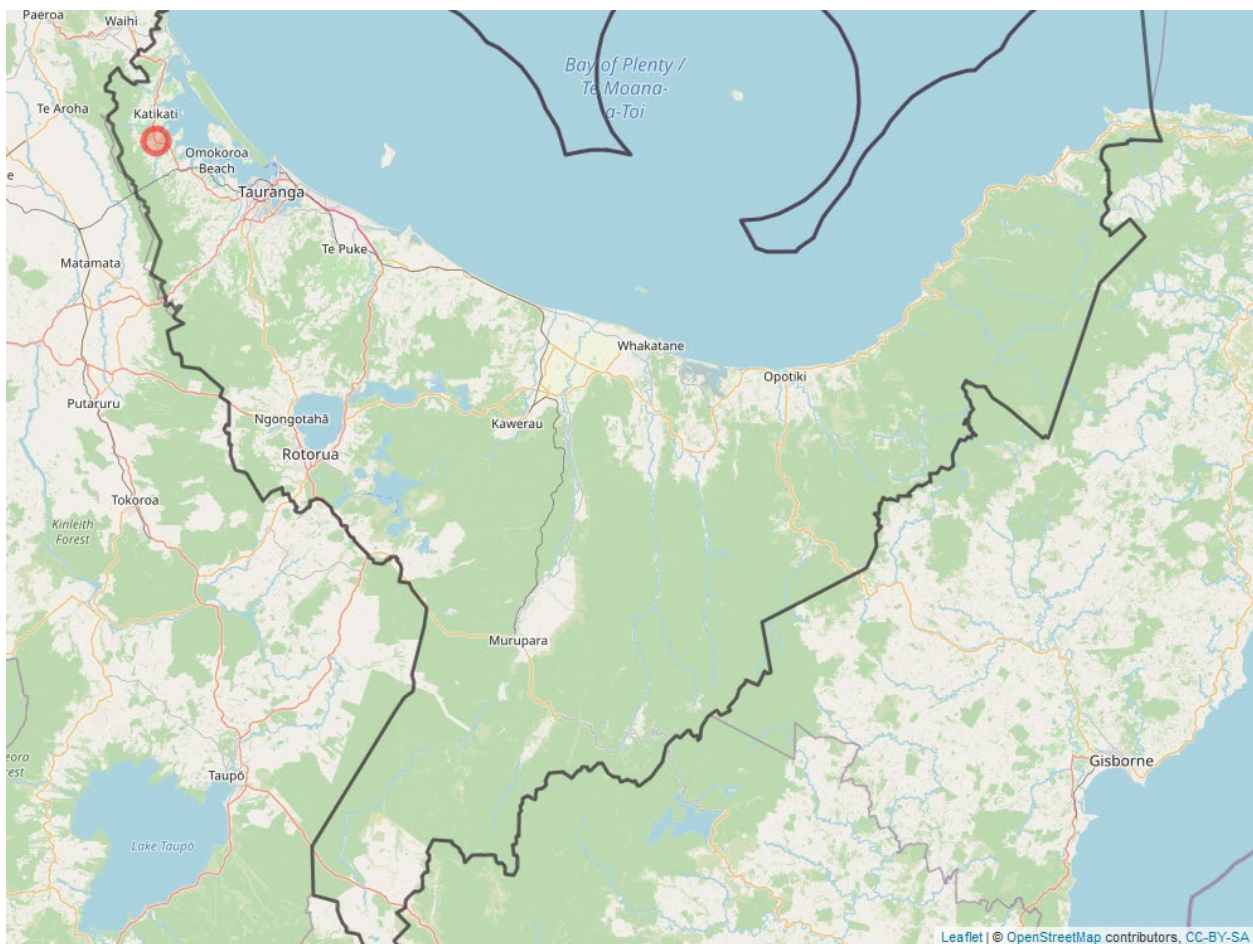 Paeroa
Waihi
Bay of Plenty /
Te Moana-
a-Toi
Te Aroha
Katikati
Omokoroa
Beach
Tauranga
Te Puke
Matamata
Whakatane
Opotiki
Putaruru
Ngongotahā
Kawerau
Rotorua
Tokoroa
Kinleith
Forest
Murupara
Gisborne
Taupō
Lake Taupō
Leaflet | © OpenStreetMap contributors, CC-BY-SA